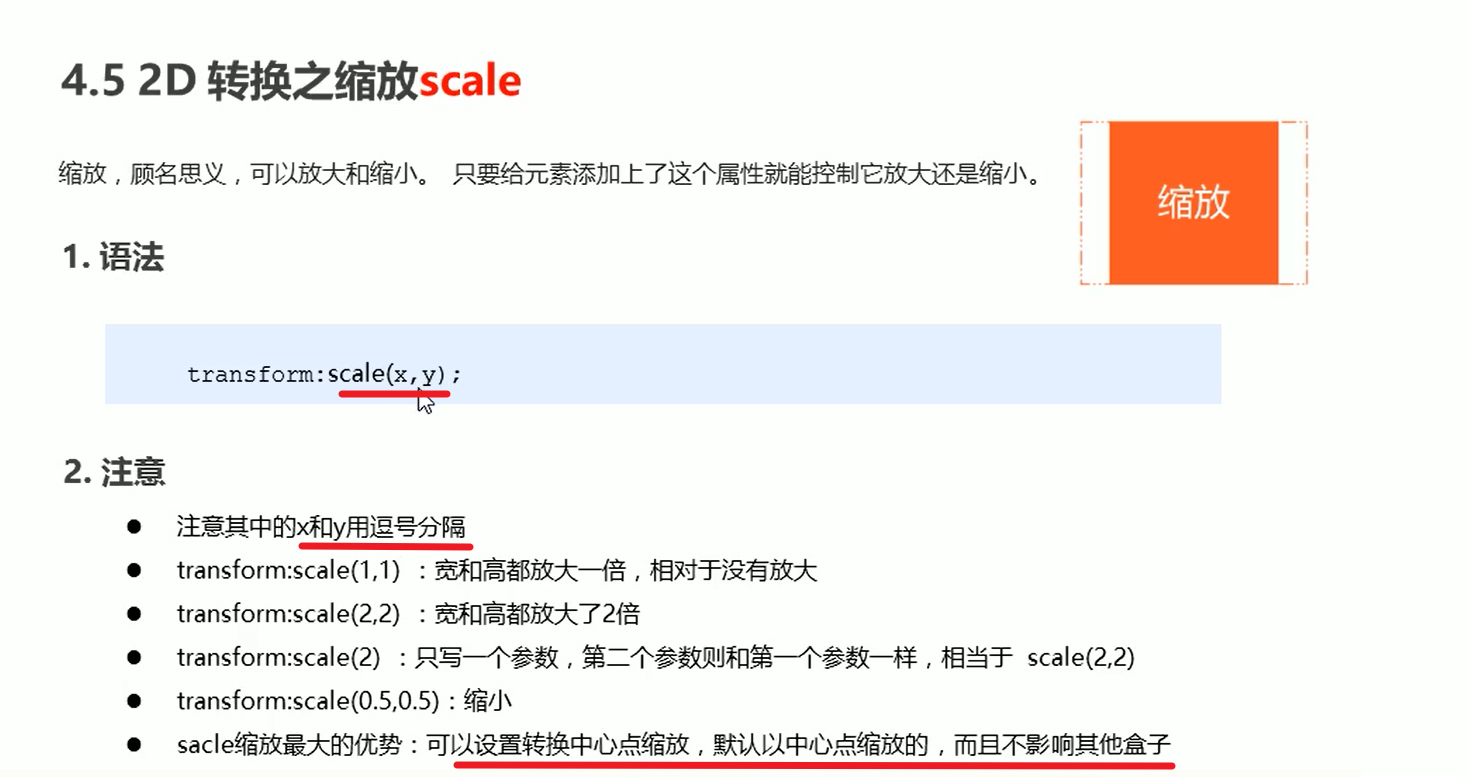 4.5 2D 转换之缩放scale
缩放，顾名思义，可以放大和缩小。 只要给元素添加上了这个属性就能控制它放大还是缩小。
缩放
1. 语法
transform:scale(x,y);
2. 注意
● 注意其中的x和y用逗号分隔
● transform:scale(1,1) ：宽和高都放大一倍，相对于没有放大
● transform:scale(2,2) ：宽和高都放大了2倍
● transform:scale(2) ：只写一个参数，第二个参数则和第一个参数一样，相当于 scale(2,2)
● transform:scale(0.5,0.5)：缩小
● sacle缩放最大的优势：可以设置转换中心点缩放，默认以中心点缩放的，而且不影响其他盒子